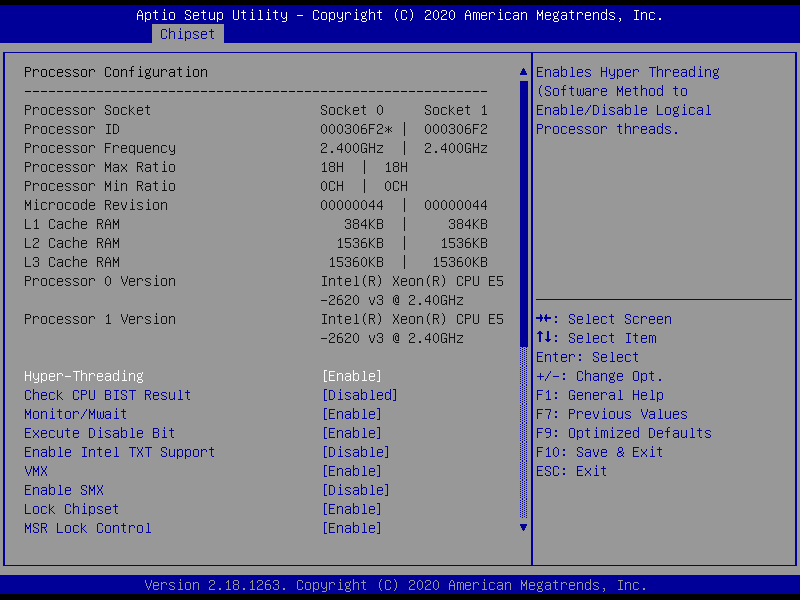 Aptio Setup Utility – Copyright (C) 2020 American Megatrends, Inc.
Chipset
Processor Configuration
----------------------------------------------------------
Processor Socket Socket 0 Socket 1
Processor ID 000306F2* | 000306F2
Processor Frequency 2.400GHz | 2.400GHz
Processor Max Ratio 18H | 18H
Processor Min Ratio 0CH | 0CH
Microcode Revision 00000044 | 00000044
L1 Cache RAM 384KB | 384KB
L2 Cache RAM 1536KB | 1536KB
L3 Cache RAM 15360KB | 15360KB
Processor 0 Version Intel(R) Xeon(R) CPU E5
-2620 v3 @ 2.40GHz
Processor 1 Version Intel(R) Xeon(R) CPU E5
-2620 v3 @ 2.40GHz
Hyper-Threading [Enable]
Check CPU BIST Result [Disabled]
Monitor/Mwait [Enable]
Execute Disable Bit [Enable]
Enable Intel TXT Support [Disable]
VMX [Enable]
Enable SMX [Disable]
Lock Chipset [Enable]
MSR Lock Control [Enable]
Enables Hyper Threading
(Software Method to
Enable/Disable Logical
Processor threads.
→←: Select Screen
↑↓: Select Item
Enter: Select
+/-: Change Opt.
F1: General Help
F7: Previous Values
F9: Optimized Defaults
F10: Save & Exit
ESC: Exit
Version 2.18.1263. Copyright (C) 2020 American Megatrends, Inc.